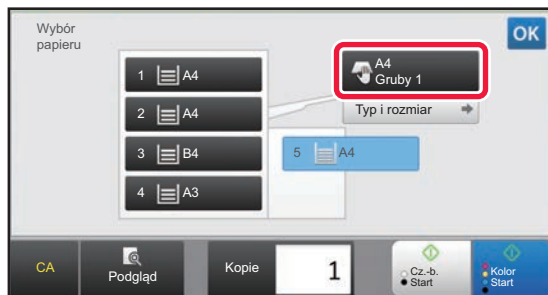 Wybór
papieru
OK
1 A4
2 A4
3 B4
4 A3
A4
Gruby 1
Typ i rozmiar
5 A4
CA
Podgląd
Kopie
1
Cz.-b.
Start
Kolor
Start